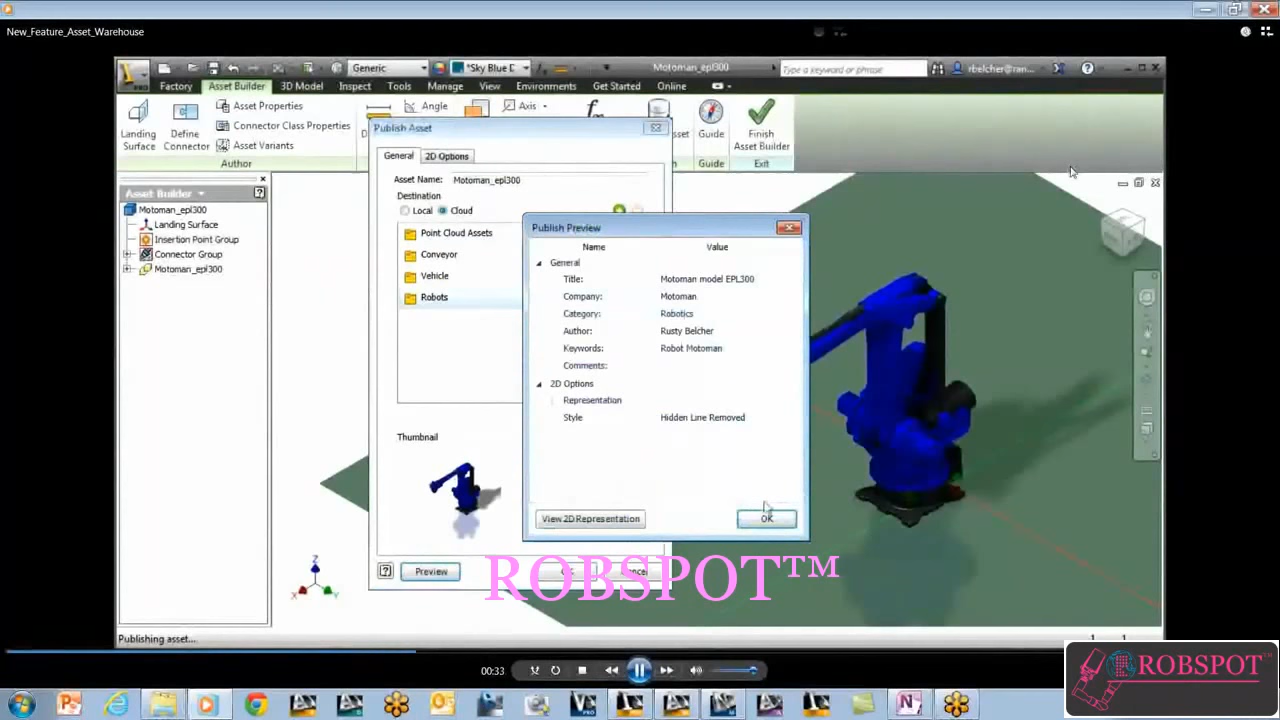 New_Feature_Asset_Warehouse
Generic
*Sky Blue D
Motoman_epl300
Type a keyword or phrase
rbelcher@ran...
PRO
Factory
Asset Builder
3D Model
Inspect
Tools
Manage
View
Environments
Get Started
Online
Landing
Surface
Define
Connector
Asset Properties
Connector Class Properties
Asset Variants
Author
Angle
Axis
Guide
Guide
Finish
Asset Builder
Exit
Asset Builder
Motoman_epl300
Landing Surface
Insertion Point Group
Connector Group
Motoman_epl300
Publish Asset
General
2D Options
Asset Name:
Motoman_epl300
Destination
Local
Cloud
Point Cloud Assets
Conveyor
Vehicle
Robots
Thumbnail
Preview
Publish Preview
Name
Value
General
Title:
Motoman model EPL300
Company:
Motoman
Category:
Robotics
Author:
Rusty Belcher
Keywords:
Robot Motoman
Comments:
2D Options
Representation
Style
Hidden Line Removed
View 2D Representation
OK
ROBSPOT™
Z
X
Y
Publishing asset...
1 1
00:33
ROBSPOT™